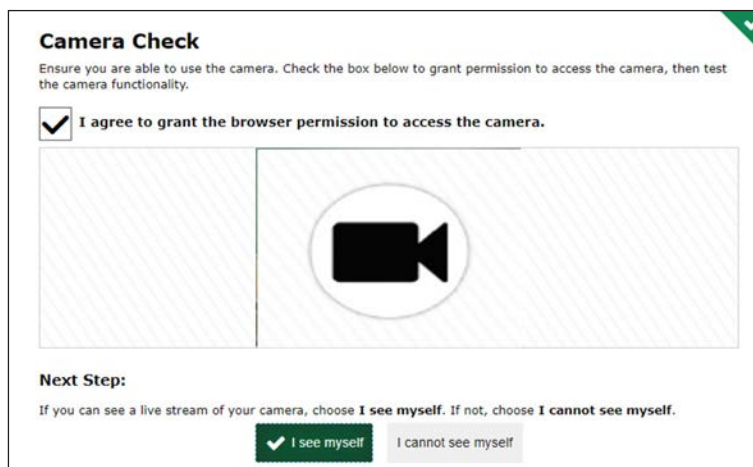 Camera Check
Ensure you are able to use the camera. Check the box below to grant permission to access the camera, then test
the camera functionality.
I agree to grant the browser permission to access the camera.
Next Step:
If you can see a live stream of your camera, choose I see myself. If not, choose I cannot see myself.
I see myself I cannot see myself